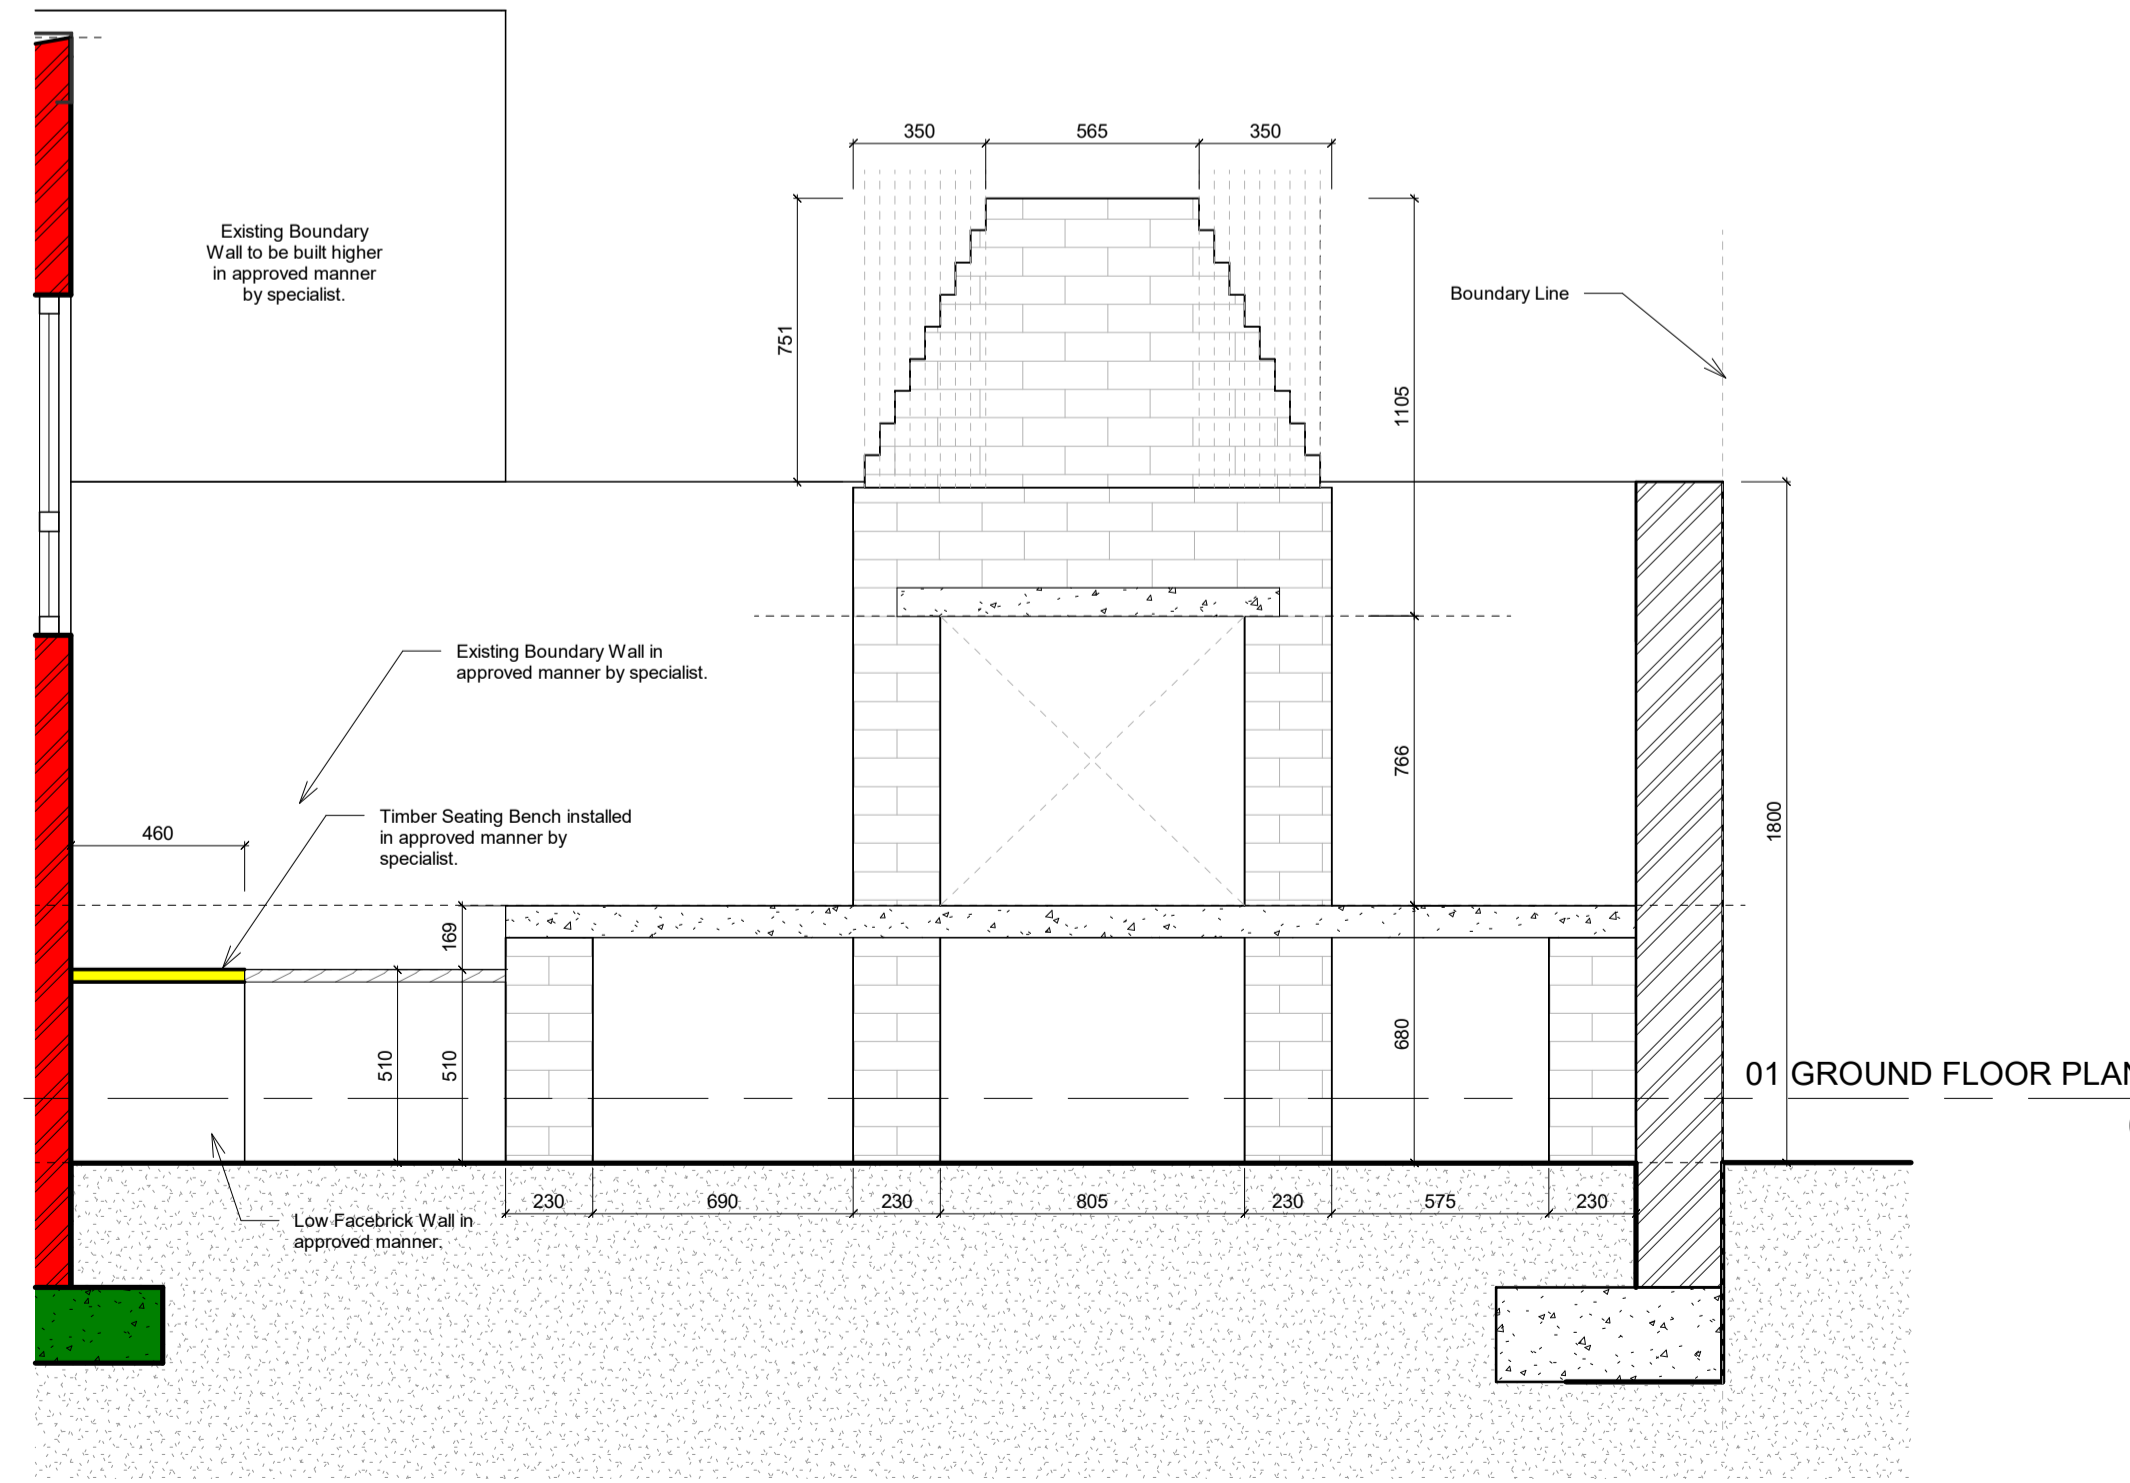 350
565
350
Existing Boundary
Wall to be built higher
in approved manner
by specialist.
Boundary Line
751
1105
Existing Boundary Wall in
approved manner by specialist.
766
Timber Seating Bench installed
in approved manner by
specialist.
460
1800
169
510
510
680
01 GROUND FLOOR PLAN
230
690
230
805
230
575
230
Low Facebrick Wall in
approved manner.